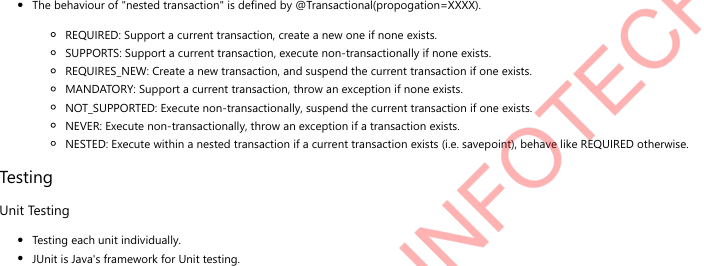 The behaviour of "nested transaction" is defined by @Transactional(propogation=XXXX).
REQUIRED: Support a current transaction, create a new one if none exists.
SUPPORTS: Support a current transaction, execute non-transactionally if none exists.
REQUIRES_NEW: Create a new transaction, and suspend the current transaction if one exists.
MANDATORY: Support a current transaction, throw an exception if none exists.
NOT_SUPPORTED: Execute non-transactionally, suspend the current transaction if one exists.
NEVER: Execute non-transactionally, throw an exception if a transaction exists.
NESTED: Execute within a nested transaction if a current transaction exists (i.e. savepoint), behave like REQUIRED otherwise.
Testing
Unit Testing
Testing each unit individually.
JUnit is Java's framework for Unit testing.
INFOTECH